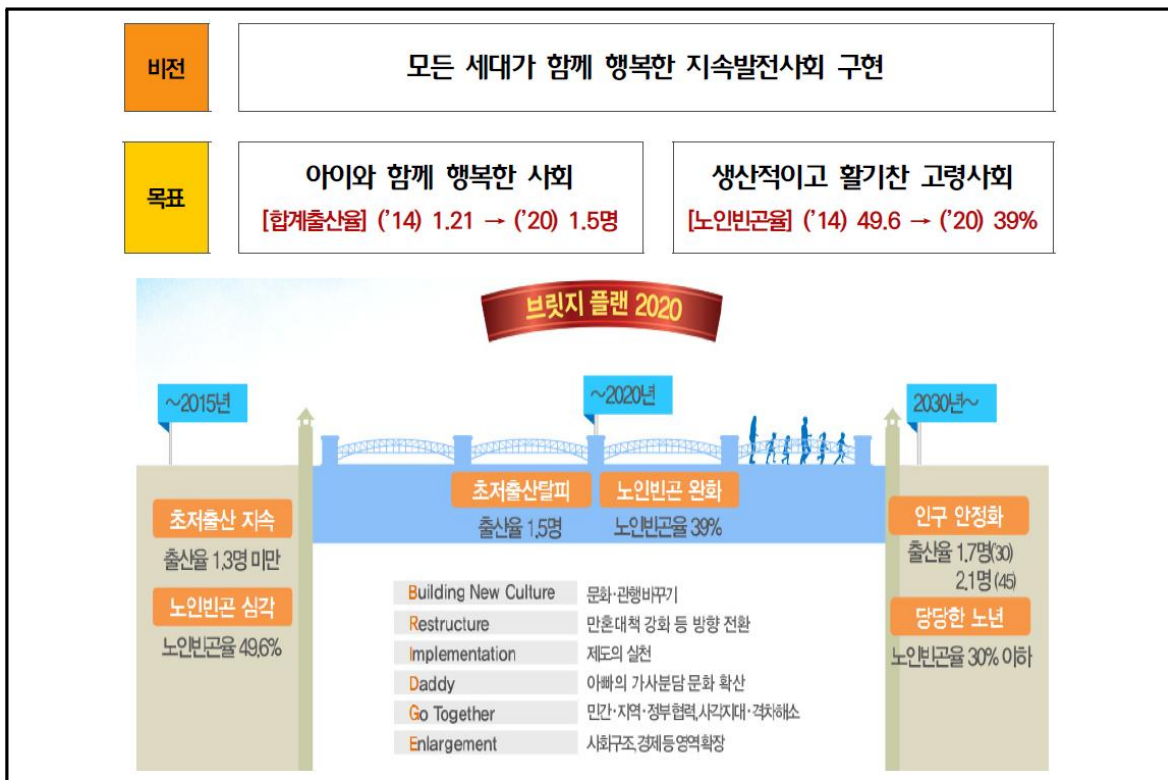 비전
모든 세대가 함께 행복한 지속발전사회 구현
목표
아이와 함께 행복한 사회
[합계출산율] ('14) 1.21 → ('20) 1.5명
생산적이고 활기찬 고령사회
[노인빈곤율] ('14) 49.6 → ('20) 39%
브릿지 플랜 2020
~2015년
~2020년
2030년~
초저출산 지속
출산율 1.3명 미만
노인빈곤 심각
노인빈곤율 49.6%
초저출산탈피
출산율 1.5명
노인빈곤 완화
노인빈곤율 39%
인구 안정화
출산율 1.7명('30)
2.1명('45)
당당한 노년
노인빈곤율 30% 이하
Building New Culture 문화·관행바꾸기
Restructure 만혼대책 강화 등 방향 전환
Implementation 제도의 실천
Daddy 아빠의 가사분담 문화 확산
Go Together 민간·지역·정부협력,사각지대·격차해소
Enlargement 사회구조,경제등영역확장